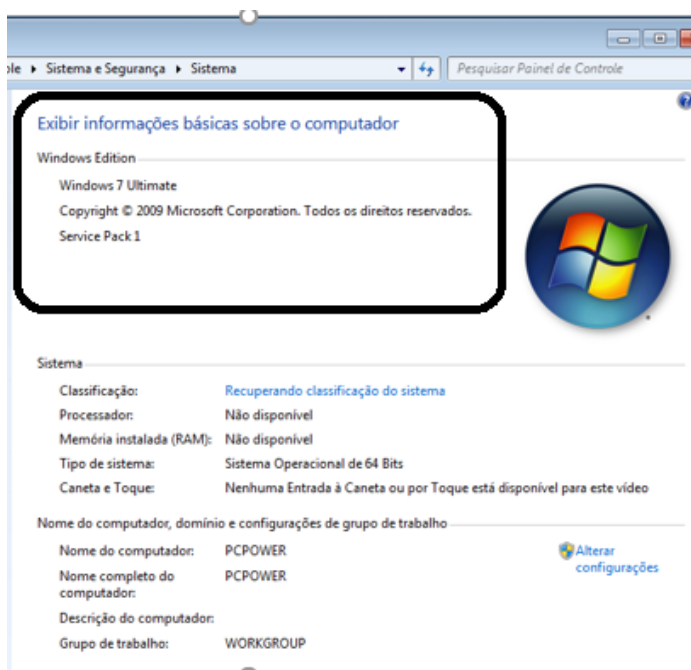 ole ▸ Sistema e Segurança ▸ Sistema
Pesquisar Painel de Controle
Exibir informações básicas sobre o computador
Windows Edition
Windows 7 Ultimate
Copyright © 2009 Microsoft Corporation. Todos os direitos reservados.
Service Pack 1
Sistema
Classificação: Recuperando classificação do sistema
Processador: Não disponível
Memória instalada (RAM): Não disponível
Tipo de sistema: Sistema Operacional de 64 Bits
Caneta e Toque: Nenhuma Entrada à Caneta ou por Toque está disponível para este vídeo
Nome do computador, domínio e configurações de grupo de trabalho
Nome do computador: PCPOWER
Alterar
configurações
Nome completo do
computador: PCPOWER
Descrição do computador:
Grupo de trabalho: WORKGROUP